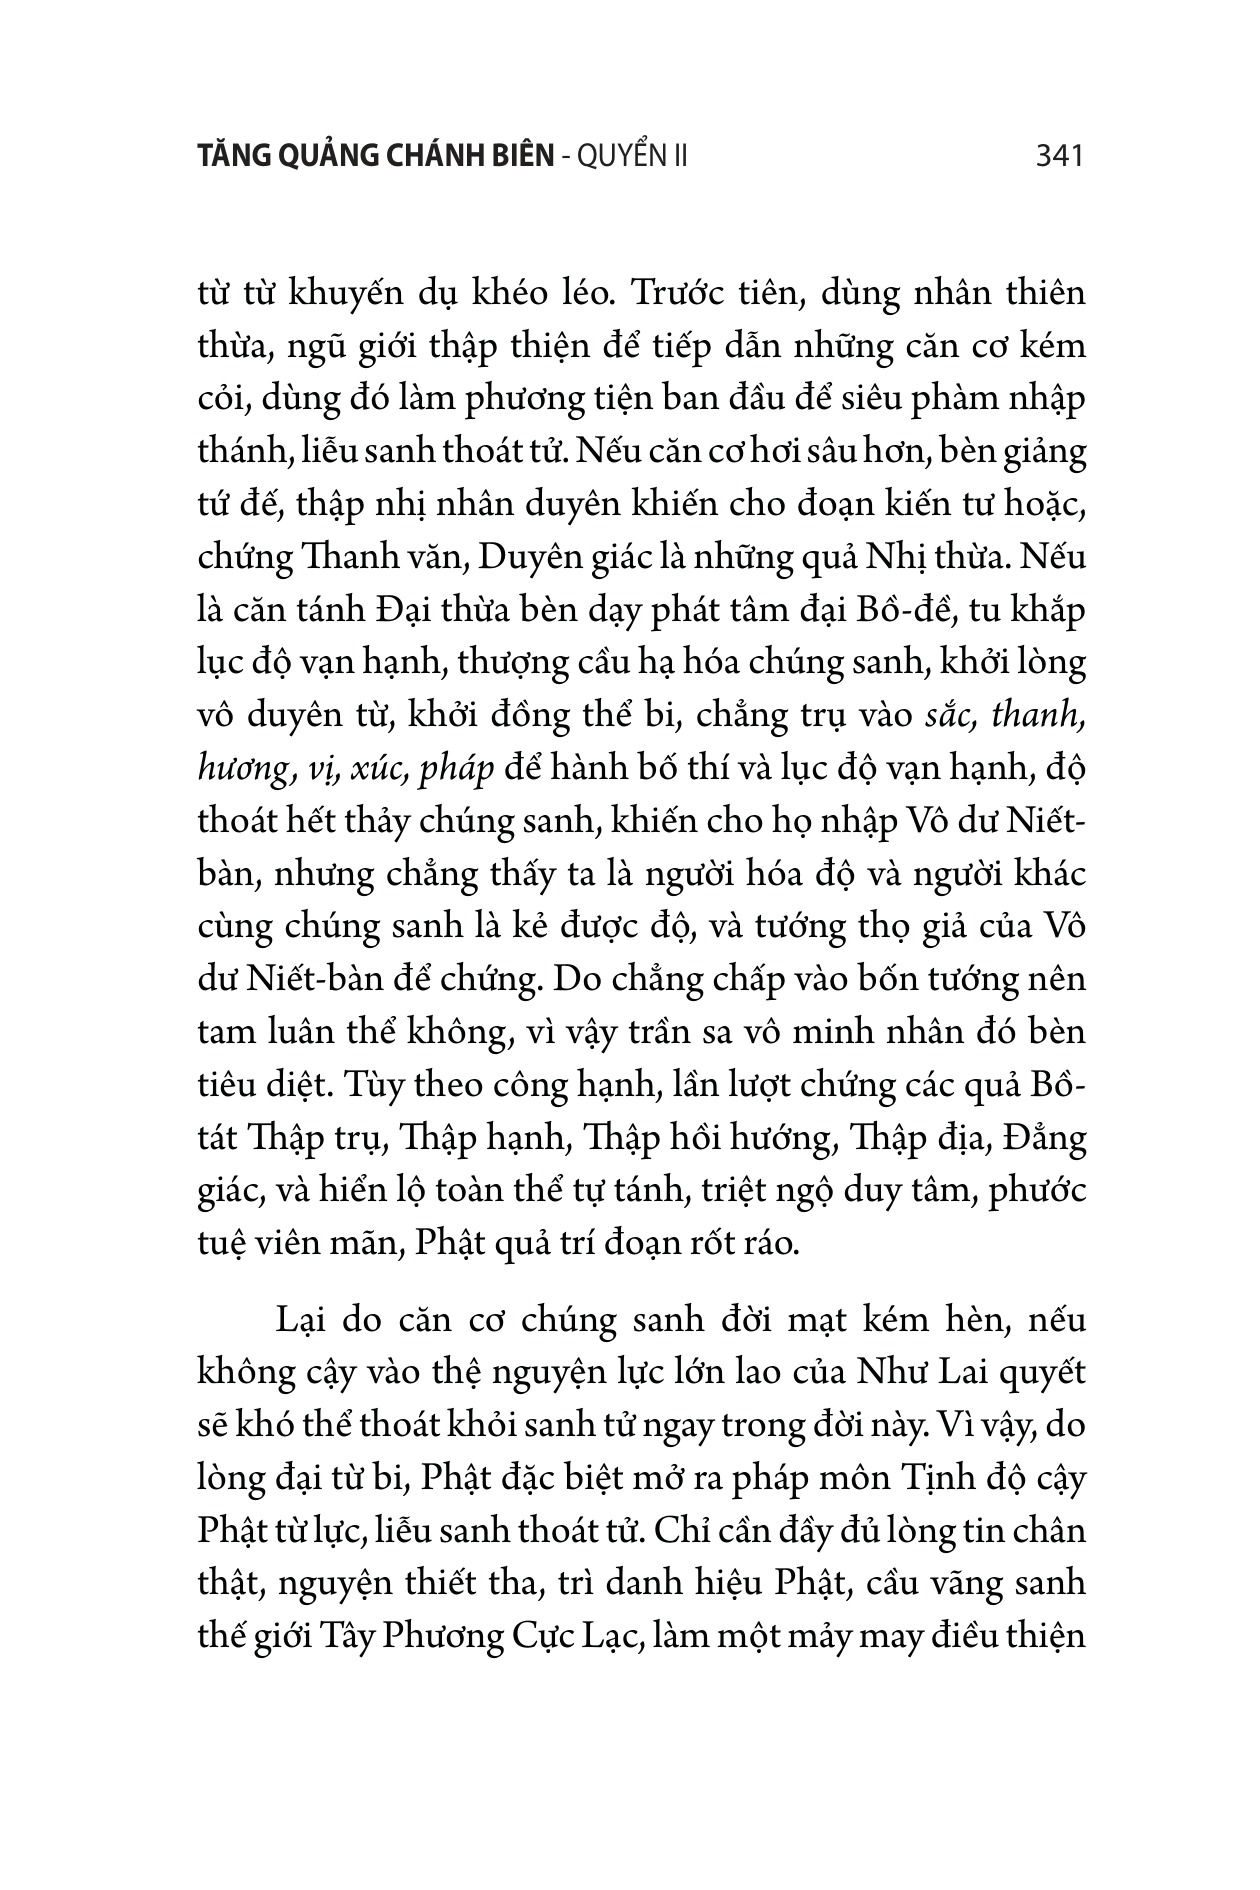 TĂNG QUẢNG CHÁNH BIÊN - QUYỂN II 341
từ từ khuyến dụ khéo léo. Trước tiên, dùng nhân thiên
thừa, ngũ giới thập thiện để tiếp dẫn những căn cơ kém
cỏi, dùng đó làm phương tiện ban đầu để siêu phàm nhập
thánh, liễu sanh thoát tử. Nếu căn cơ hơi sâu hơn, bèn giảng
tứ đế, thập nhị nhân duyên khiến cho đoạn kiến tư hoặc,
chứng Thanh văn, Duyên giác là những quả Nhị thừa. Nếu
là căn tánh Đại thừa bèn dạy phát tâm đại Bồ-đề, tu khắp
lục độ vạn hạnh, thượng cầu hạ hóa chúng sanh, khởi lòng
vô duyên từ, khởi đồng thể bi, chẳng trụ vào sắc, thanh,
hương, vị, xúc, pháp để hành bố thí và lục độ vạn hạnh, độ
thoát hết thảy chúng sanh, khiến cho họ nhập Vô dư Niết-
bàn, nhưng chẳng thấy ta là người hóa độ và người khác
cùng chúng sanh là kẻ được độ, và tướng thọ giả của Vô
dư Niết-bàn để chứng. Do chẳng chấp vào bốn tướng nên
tam luân thể không, vì vậy trần sa vô minh nhân đó bèn
tiêu diệt. Tùy theo công hạnh, lần lượt chứng các quả Bồ-
tát Thập trụ, Thập hạnh, Thập hồi hướng, Thập địa, Đẳng
giác, và hiển lộ toàn thể tự tánh, triệt ngộ duy tâm, phước
tuệ viên mãn, Phật quả trí đoạn rốt ráo.
Lại do căn cơ chúng sanh đời mạt kém hèn, nếu
không cậy vào thệ nguyện lực lớn lao của Như Lai quyết
sẽ khó thể thoát khỏi sanh tử ngay trong đời này. Vì vậy, do
lòng đại từ bi, Phật đặc biệt mở ra pháp môn Tịnh độ cậy
Phật từ lực, liễu sanh thoát tử. Chỉ cần đầy đủ lòng tin chân
thật, nguyện thiết tha, trì danh hiệu Phật, cầu vãng sanh
thế giới Tây Phương Cực Lạc, làm một mảy may điều thiện